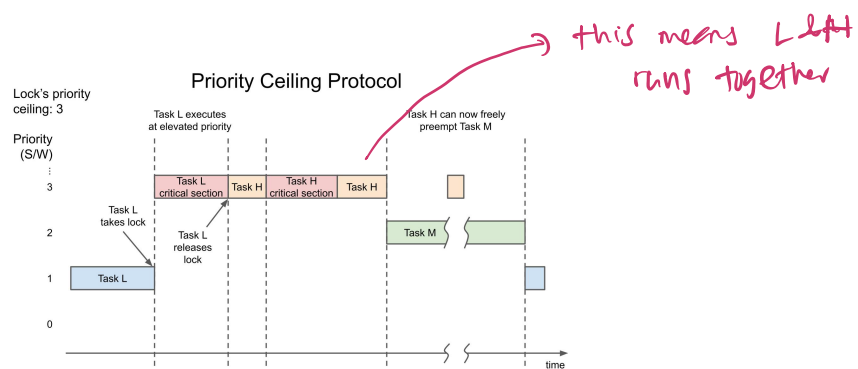 this means L
runs together
Priority Ceiling Protocol
Lock's priority
ceiling: 3
Task L executes
at elevated priority
Task H can now freely
preempt Task M
Priority
(S/W)
⋮
3
Task L
critical section
Task H
Task H
critical section
Task H
Task L
takes lock
Task L
releases
lock
2
Task M
1
Task L
0
time